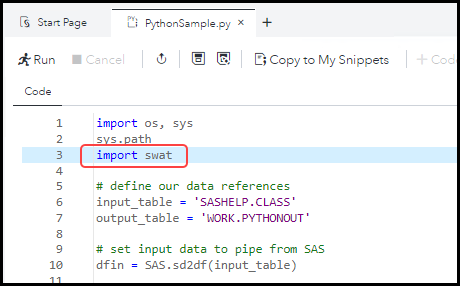 Start Page
PythonSample.py
Run
Cancel
Copy to My Snippets
+ Cod
Code
1 import os, sys
2 sys.path
3 import swat
4
5 # define our data references
6 input_table = 'SASHELP.CLASS'
7 output_table = 'WORK.PYTHONOUT'
8
9 # set input data to pipe from SAS
10 dfin = SAS.sd2df(input_table)